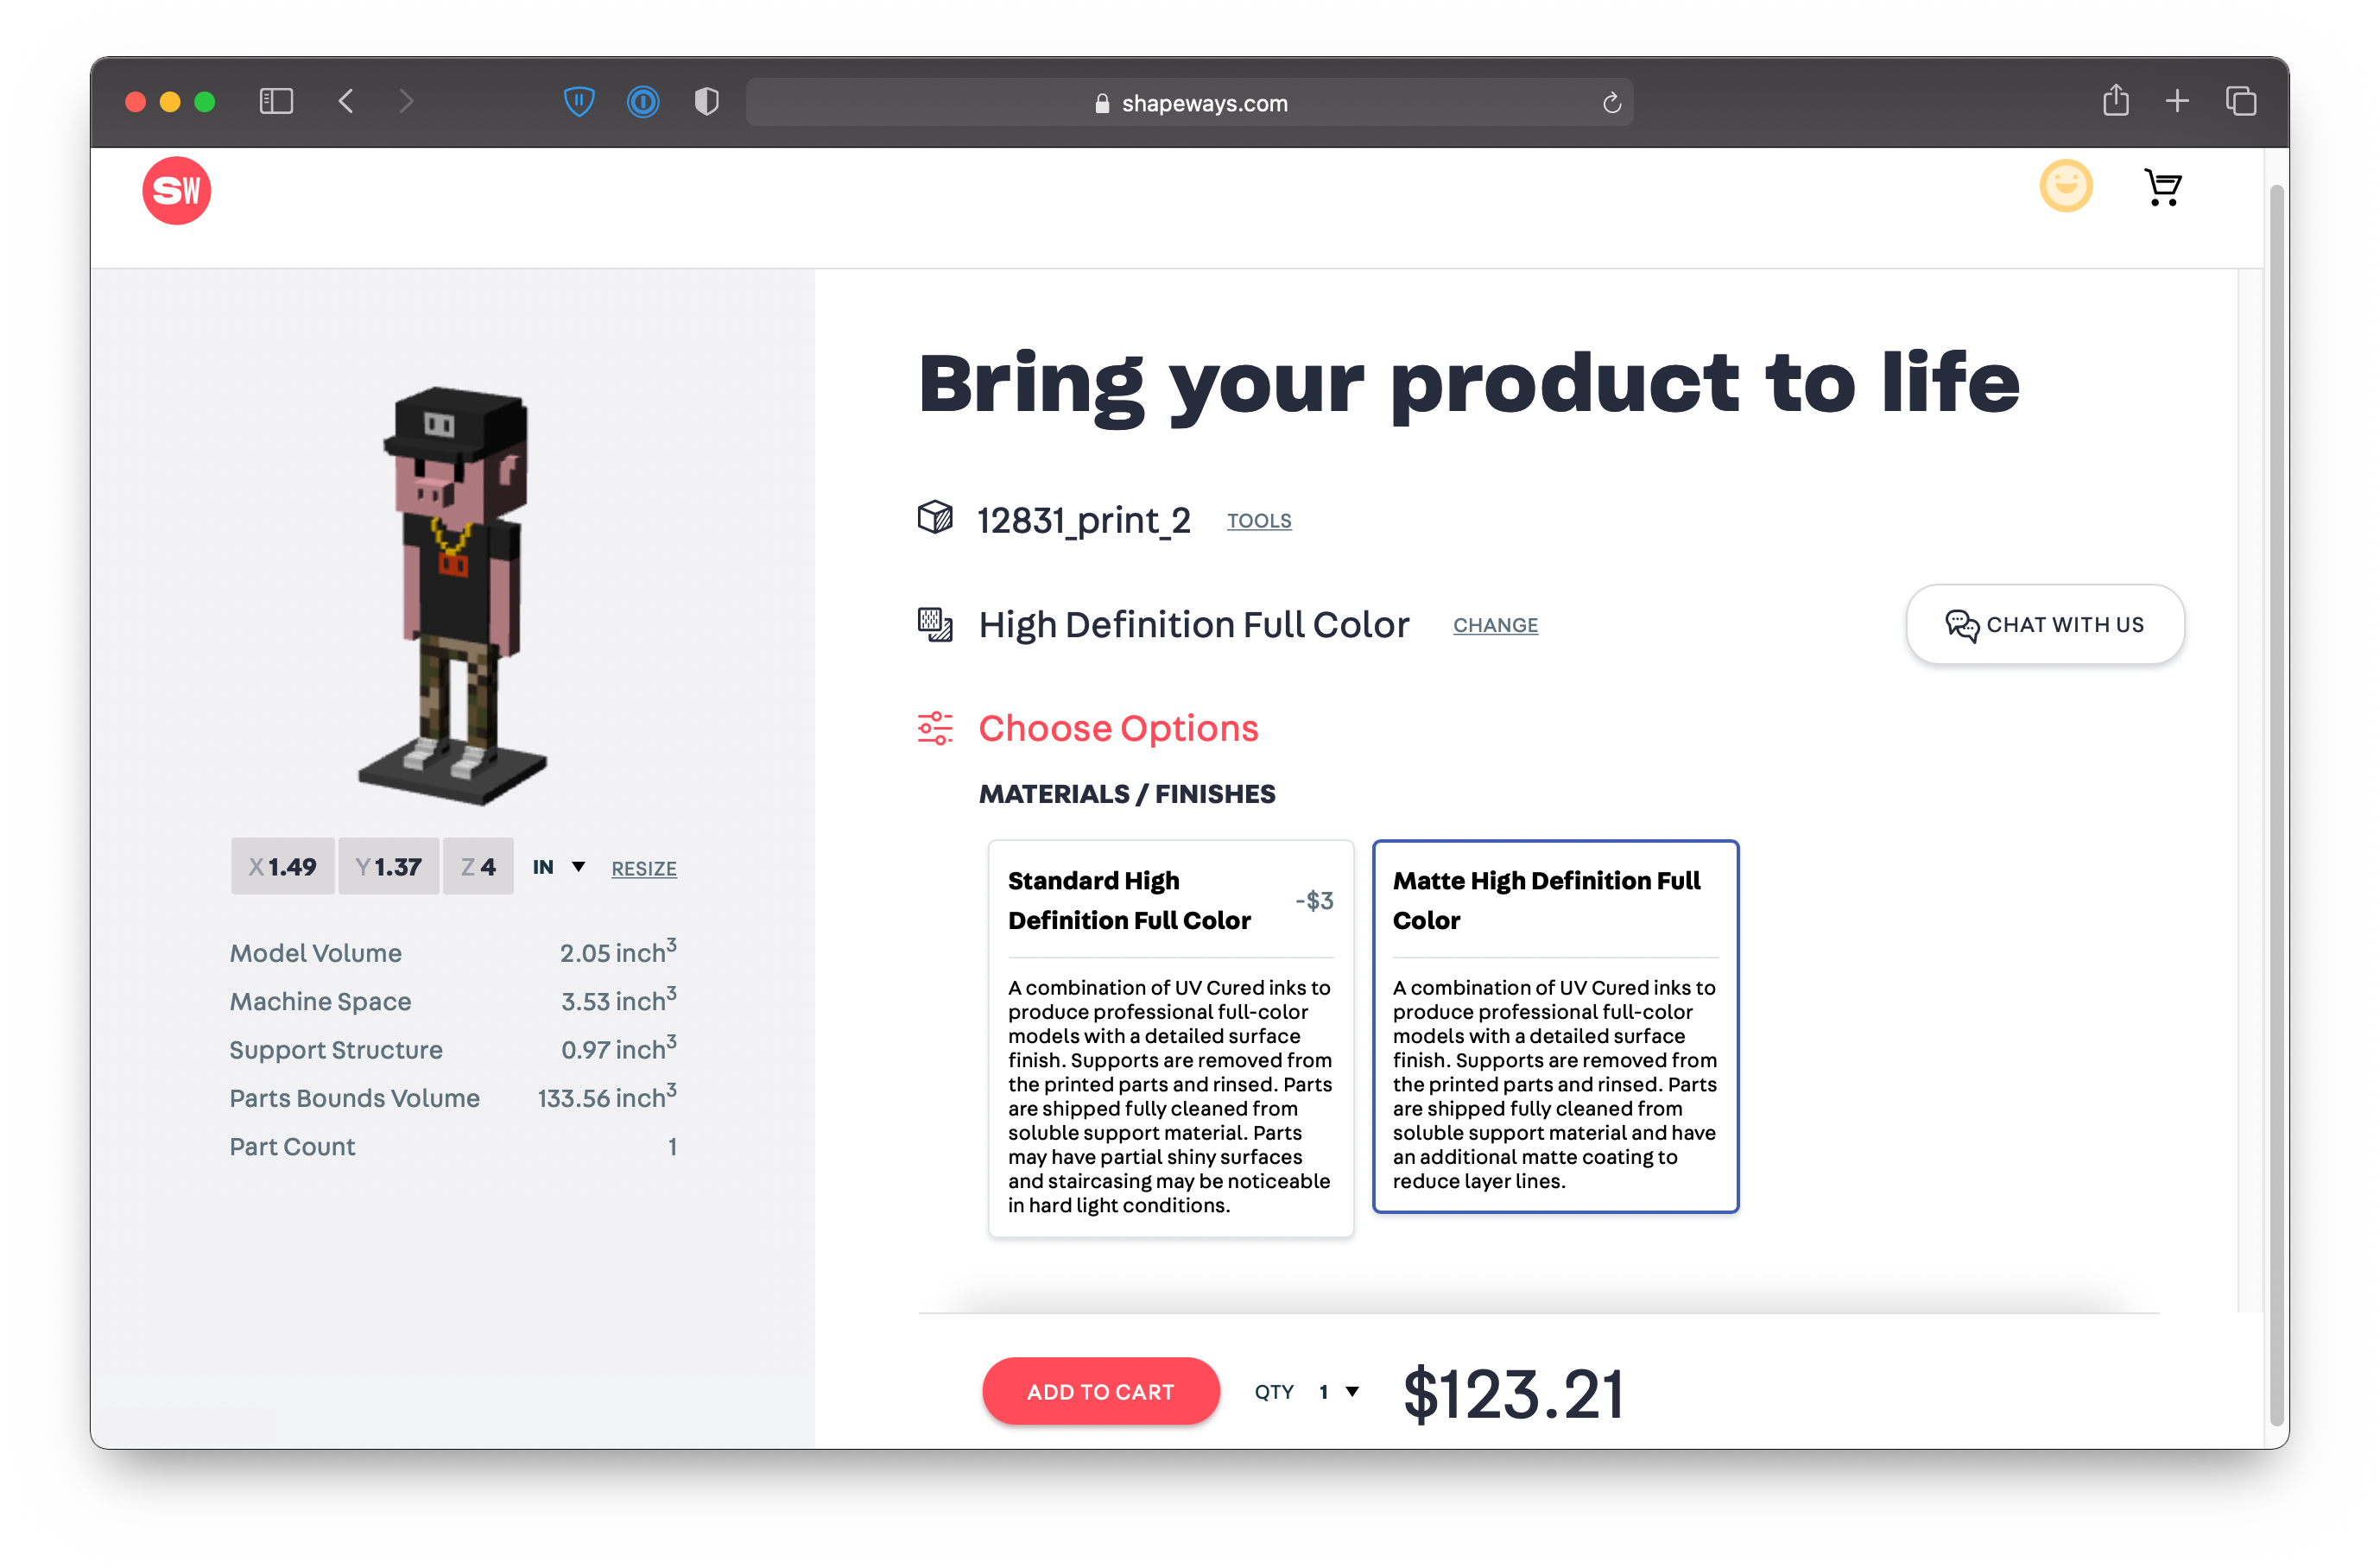 shapeways.com
SW
Bring your product to life
12831_print_2 TOOLS
High Definition Full Color CHANGE
CHAT WITH US
Choose Options
MATERIALS / FINISHES
X 1.49 Y 1.37 Z 4 IN ▼ RESIZE
Model Volume 2.05 inch³
Machine Space 3.53 inch³
Support Structure 0.97 inch³
Parts Bounds Volume 133.56 inch³
Part Count 1
Standard High
Definition Full Color
-$3
A combination of UV Cured inks to
produce professional full-color
models with a detailed surface
finish. Supports are removed from
the printed parts and rinsed. Parts
are shipped fully cleaned from
soluble support material. Parts
may have partial shiny surfaces
and staircasing may be noticeable
in hard light conditions.
Matte High Definition Full
Color
A combination of UV Cured inks to
produce professional full-color
models with a detailed surface
finish. Supports are removed from
the printed parts and rinsed. Parts
are shipped fully cleaned from
soluble support material and have
an additional matte coating to
reduce layer lines.
ADD TO CART QTY 1 ▼ $123.21